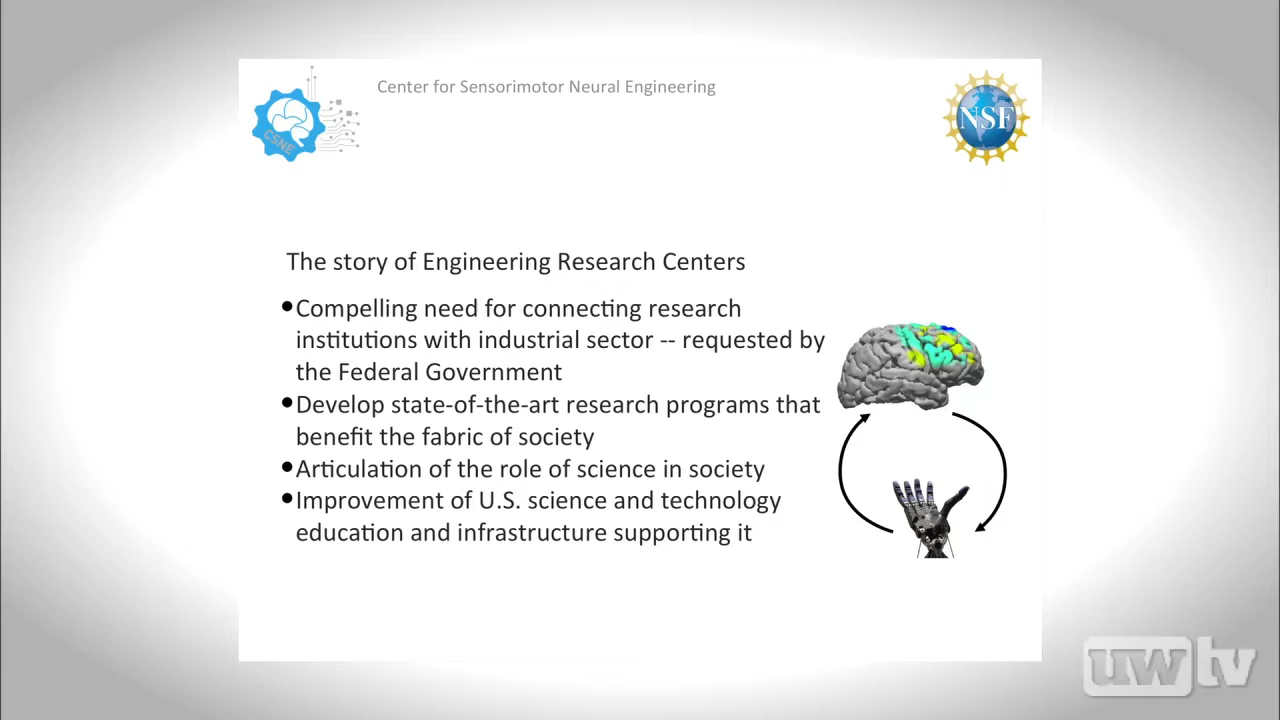 Center for Sensorimotor Neural Engineering
CSNE
NSF
The story of Engineering Research Centers
•Compelling need for connecting research
institutions with industrial sector -- requested by
the Federal Government
•Develop state-of-the-art research programs that
benefit the fabric of society
•Articulation of the role of science in society
•Improvement of U.S. science and technology
education and infrastructure supporting it
uwtv